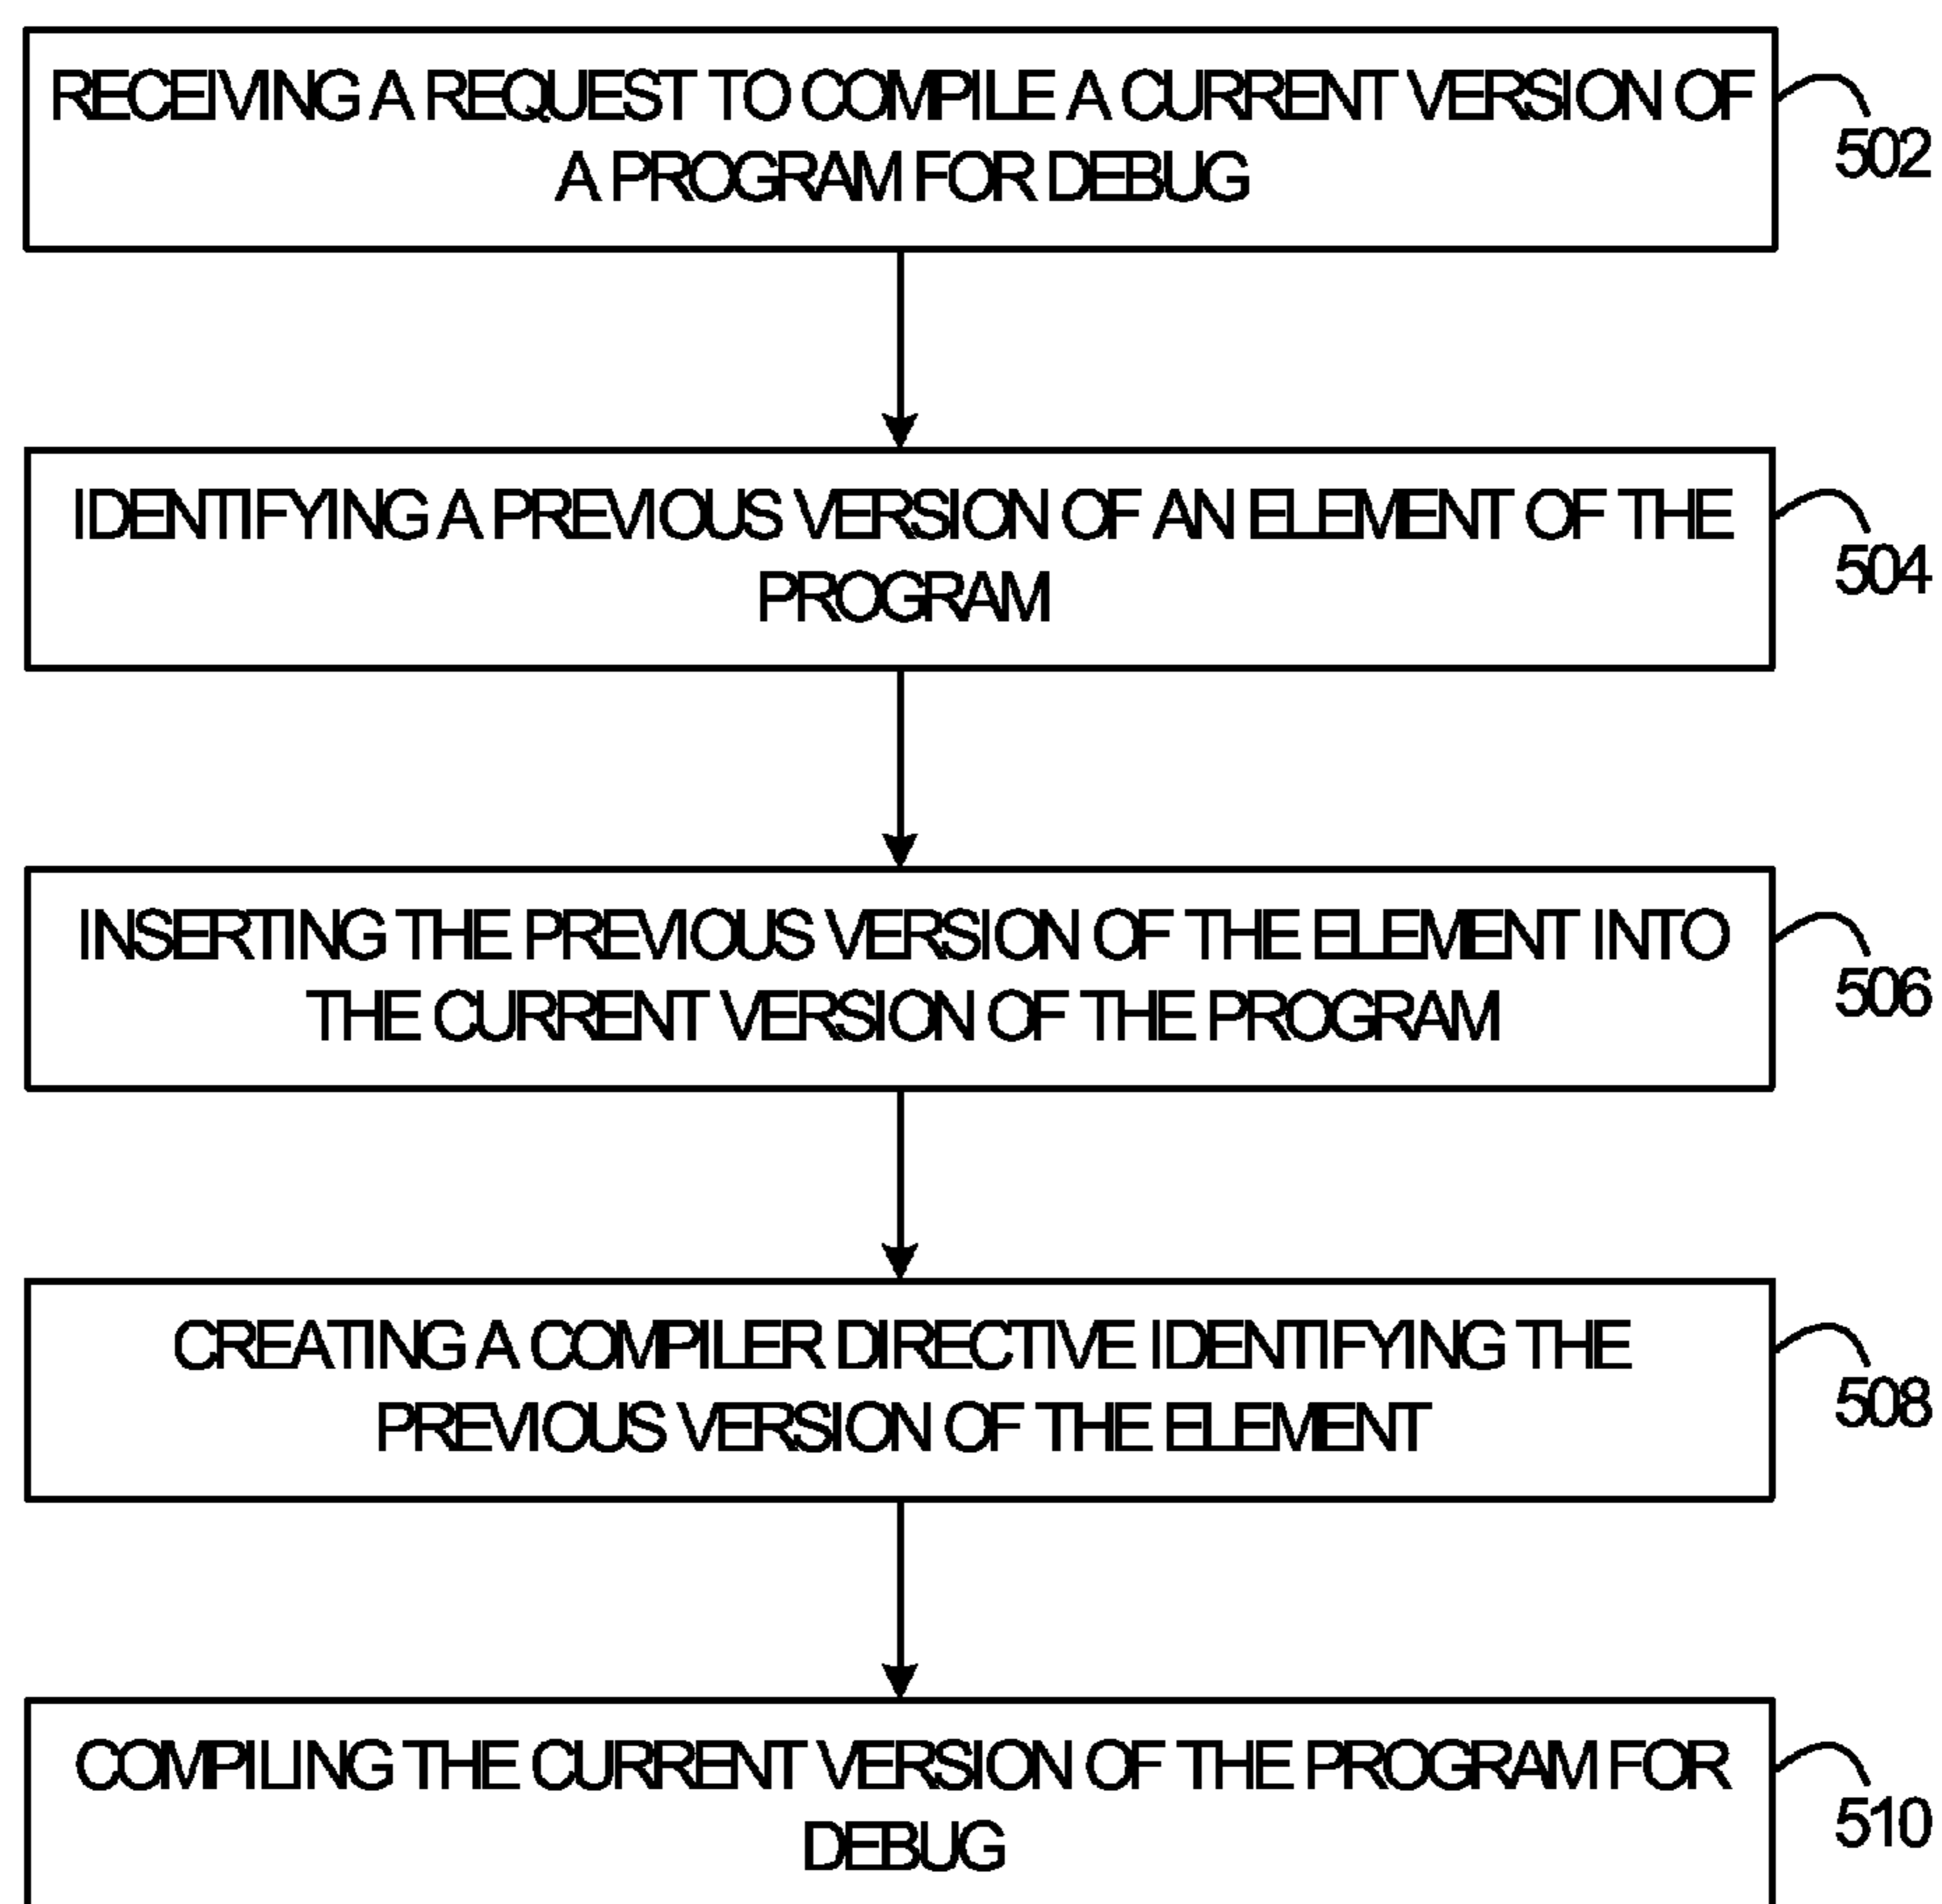 RECEIVING A REQUEST TO COMPILE A CURRENT VERSION OF
A PROGRAM FOR DEBUG
502
IDENTIFYING A PREVIOUS VERSION OF AN ELEMENT OF THE
PROGRAM
504
INSERTING THE PREVIOUS VERSION OF THE ELEMENT INTO
THE CURRENT VERSION OF THE PROGRAM
506
CREATING A COMPILER DIRECTIVE IDENTIFYING THE
PREVIOUS VERSION OF THE ELEMENT
508
COMPILING THE CURRENT VERSION OF THE PROGRAM FOR
DEBUG
510